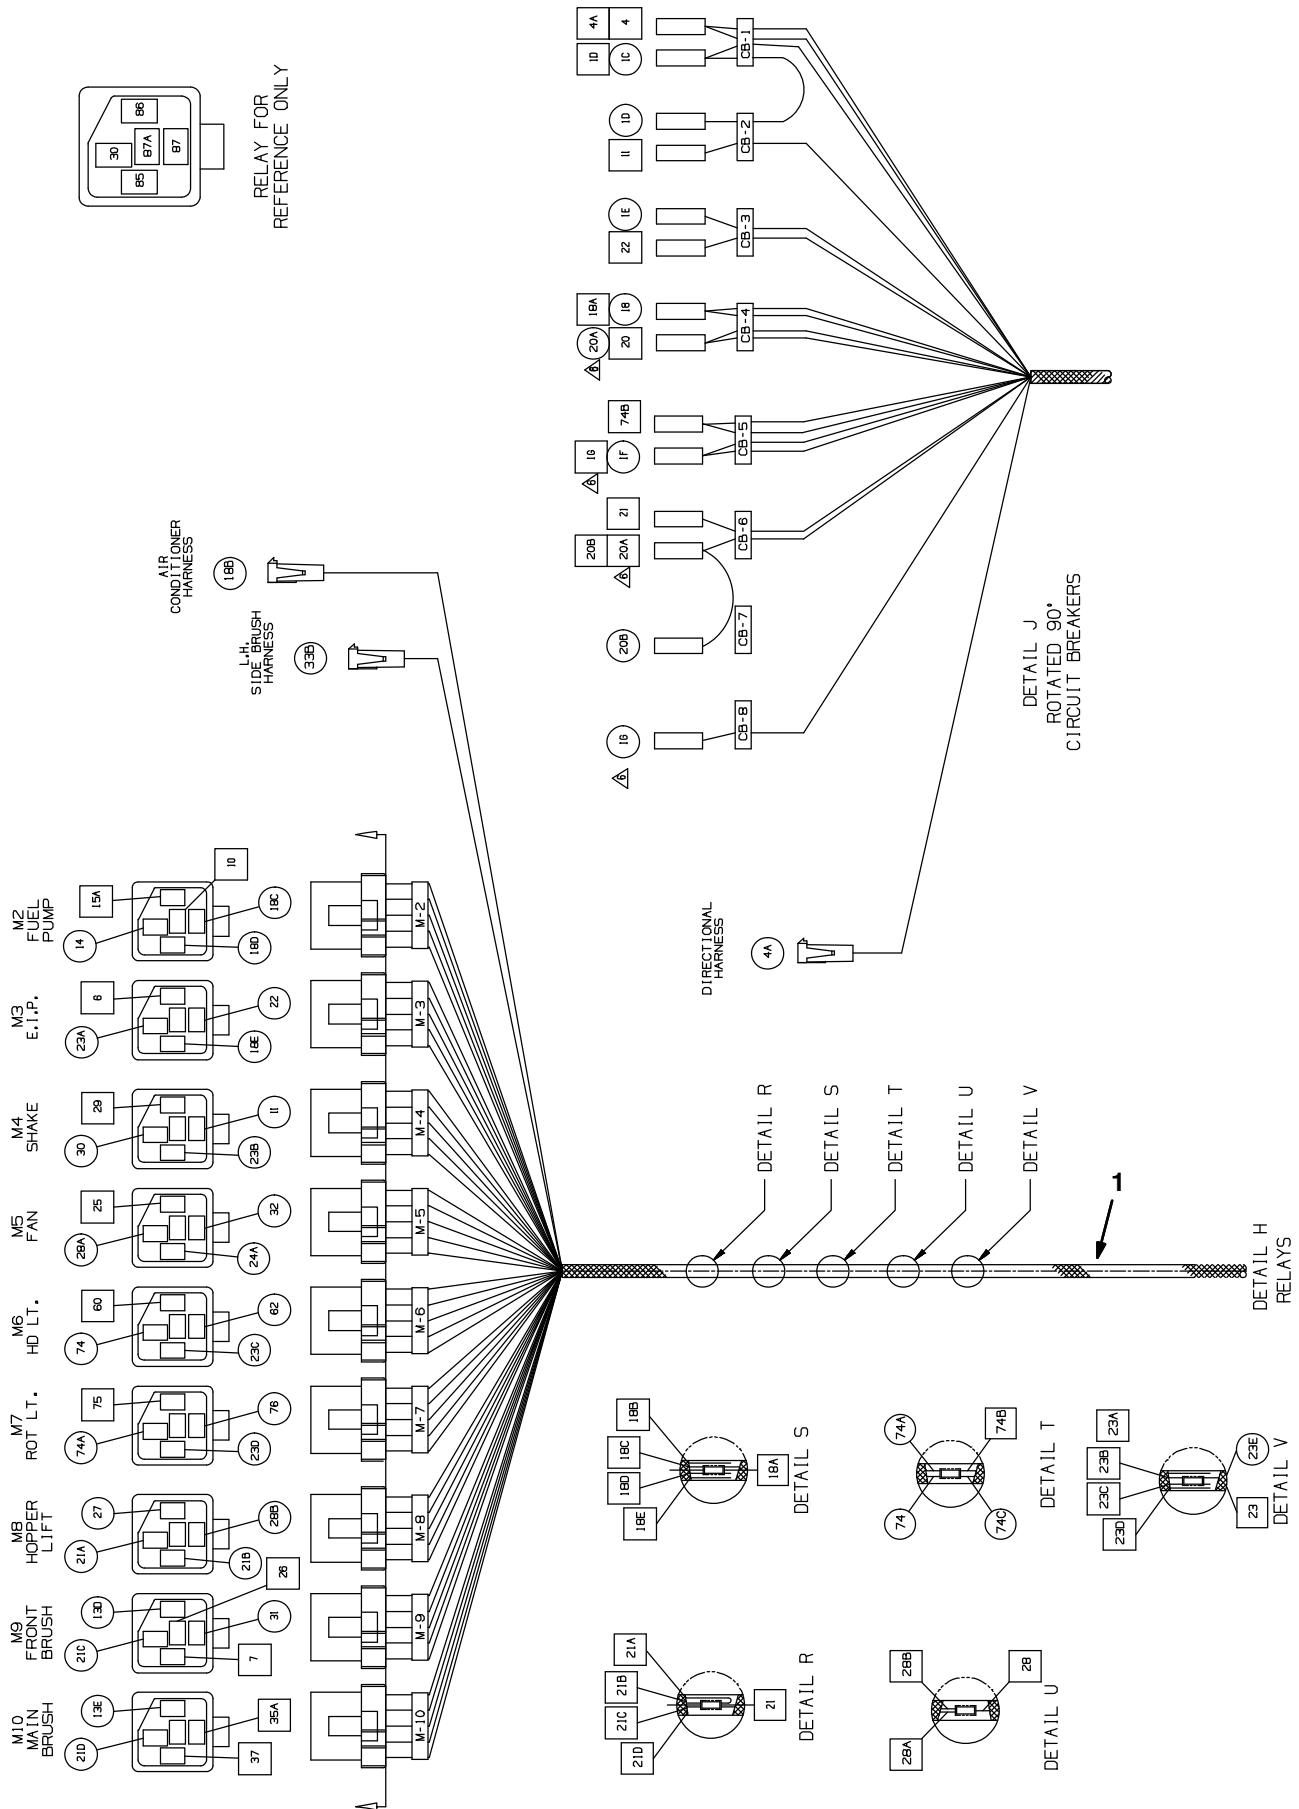 86
30
87A
87
85
RELAY FOR
REFERENCE ONLY
4A
4
1D
1C
CB-1
1D
11
CB-2
1E
22
CB-3
18A
18
20A
20
6
CB-4
74B
1G
1F
6
CB-5
21
20B
20A
6
CB-6
20B
CB-7
1G
6
CB-8
DETAIL J
ROTATED 90°
CIRCUIT BREAKERS
AIR
CONDITIONER
HARNESS
18B
L.H.
SIDE BRUSH
HARNESS
33B
DIRECTIONAL
HARNESS
4A
M2
FUEL
PUMP
15A
14
10
18C
18D
M-2
M3
E.I.P.
6
23A
22
18E
M-3
M4
SHAKE
29
30
11
23B
M-4
M5
FAN
25
28A
32
24A
M-5
M6
HD LT.
60
74
62
23C
M-6
M7
ROT LT.
75
74A
76
23D
M-7
M8
HOPPER
LIFT
27
21A
28B
21B
M-8
M9
FRONT
BRUSH
13D
21C
26
31
7
M-9
M10
MAIN
BRUSH
13E
21D
35A
37
M-10
DETAIL R
DETAIL S
DETAIL T
DETAIL U
DETAIL V
1
DETAIL H
RELAYS
18B
18C
18D
18E
18A
DETAIL S
74A
74B
74
74C
DETAIL T
23A
23B
23C
23D
23E
23
DETAIL V
21A
21B
21C
21D
21
DETAIL R
28B
28
28A
DETAIL U